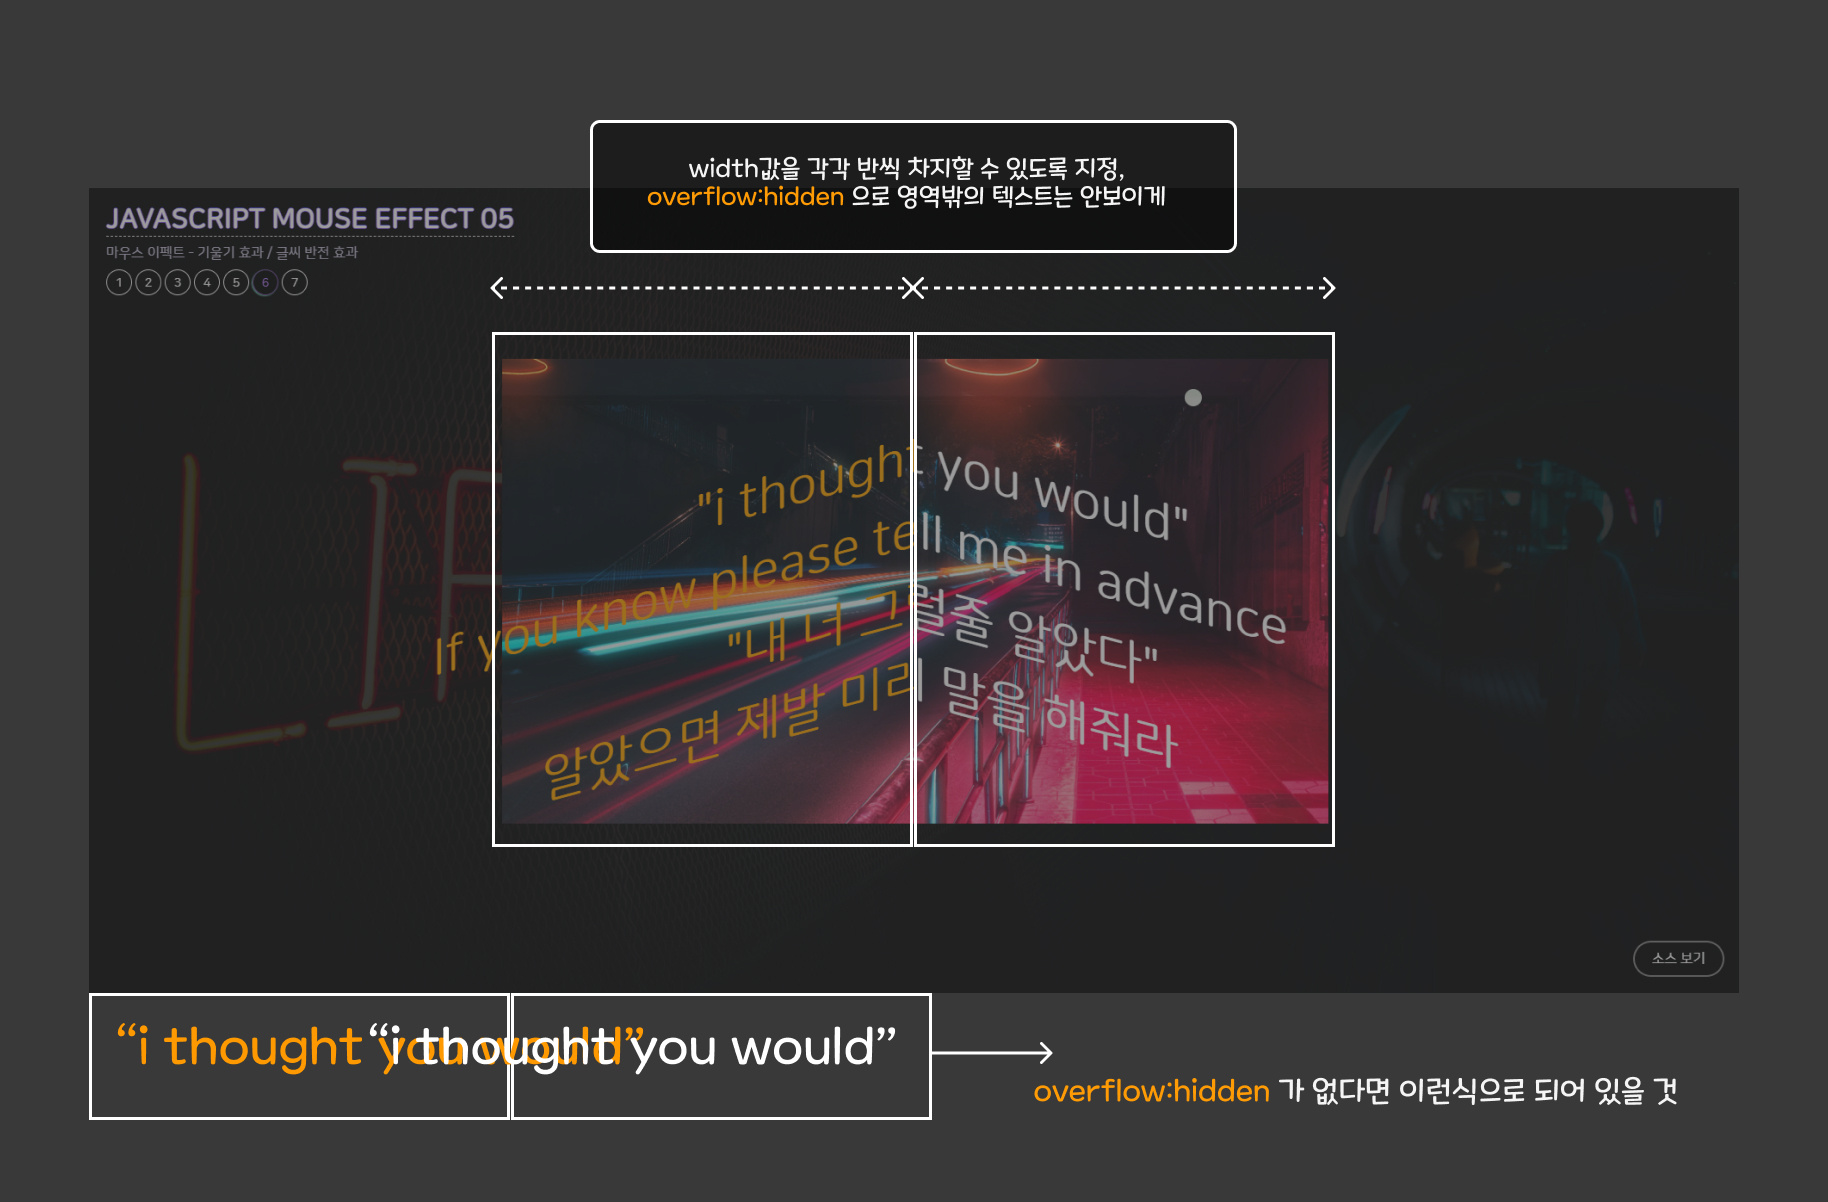 width값을 각각 반씩 차지할 수 있도록 지정,
overflow:hidden 으로 영역밖의 텍스트는 안보이게
JAVASCRIPT MOUSE EFFECT 05
마우스 이펙트 - 기울기 효과 / 글씨 반전 효과
1 2 3 4 5 6 7
"i thought you would"
If you know please tell me in advance
"내 너 그럴줄 알았다"
알았으면 제발 미리 말을 해줘라
LIF
소스 보기
“i thought you would” “i thought you would”
overflow:hidden 가 없다면 이런식으로 되어 있을 것